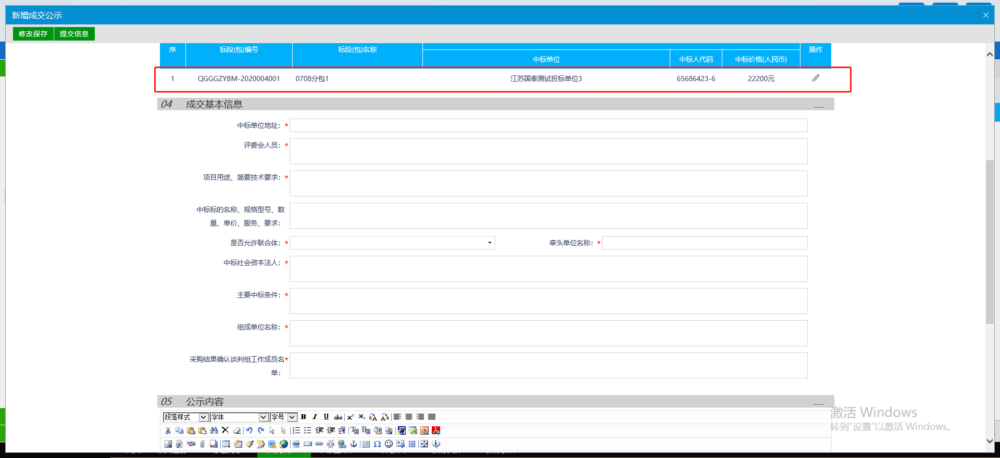 新增成交公示
修改保存 提交信息
序 标段(包)编号 标段(包)名称 操作
中标单位 中标人代码 中标价格(人民币)
1 QGGGZYBM-2020004001 0708分包1 江苏国泰测试投标单位3 65686423-6 22200元
04 成交基本信息
中标单位地址：*
评委会人员：*
项目用途、简要技术要求：*
中标标的名称、规格型号、数
量、单价、服务、要求：
是否允许联合体：* 牵头单位名称：*
中标社会资本法人：*
主要中标条件：*
组成单位名称：*
采购结果确认谈判组工作成员名*
单：
05 公示内容
段落样式 字体 字号
激活 Windows
转到"设置"以激活 Windows。